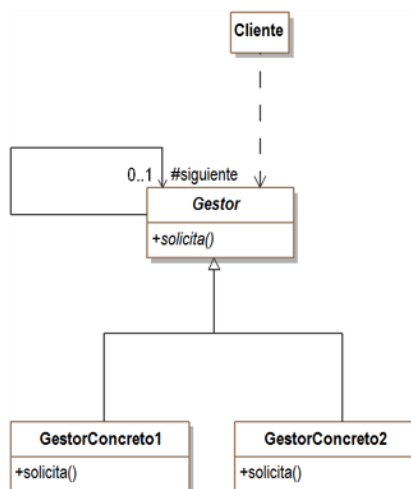 Cliente
0..1 #siguiente
Gestor
+solicita()
GestorConcreto1
+solicita()
GestorConcreto2
+solicita()